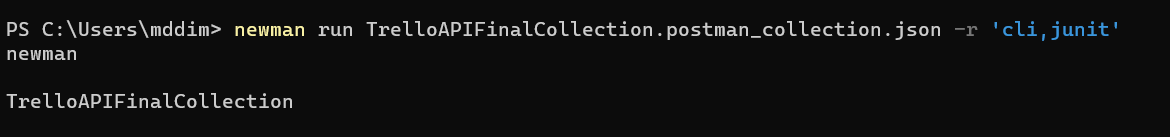 PS C:\Users\mddim> newman run TrelloAPIFinalCollection.postman_collection.json -r 'cli,junit'
newman
TrelloAPIFinalCollection